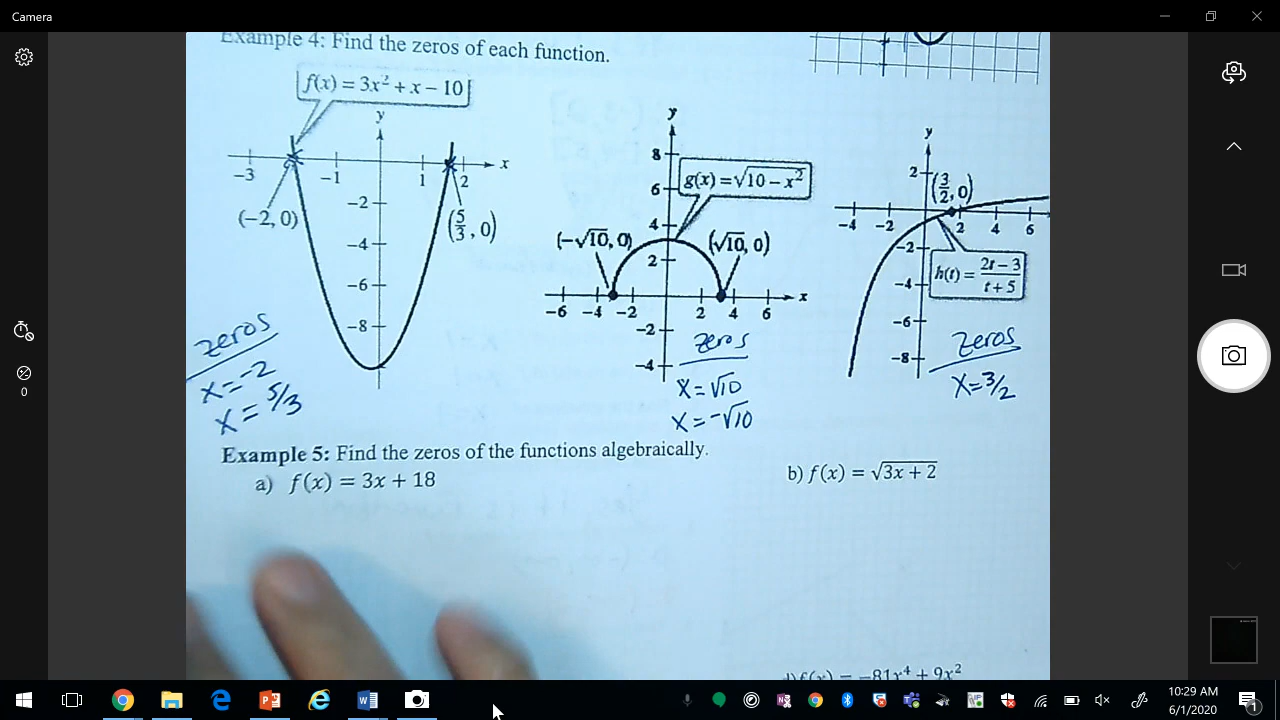 Camera
Example 4: Find the zeros of each function.
f(x) = 3x² + x − 10
y
x
−3
−1
1
2
−2
−4
−6
−8
(−2, 0)
(5/3, 0)
zeros
x = −2
x = 5/3
y
8
6
4
2
g(x) = √10 − x²
(−√10, 0)
(√10, 0)
x
−6
−4
−2
2
4
6
−2
−4
zeros
x = √10
x = −√10
y
2
(3/2, 0)
−4
−2
2
4
6
−2
−4
−6
−8
h(t) = 2t − 3 / t + 5
zeros
x = 3/2
Example 5: Find the zeros of the functions algebraically.
a) f(x) = 3x + 18
b) f(x) = √3x + 2
d) f(x) = −81x⁴ + 9x²
0
10:29 AM
6/1/2020
1